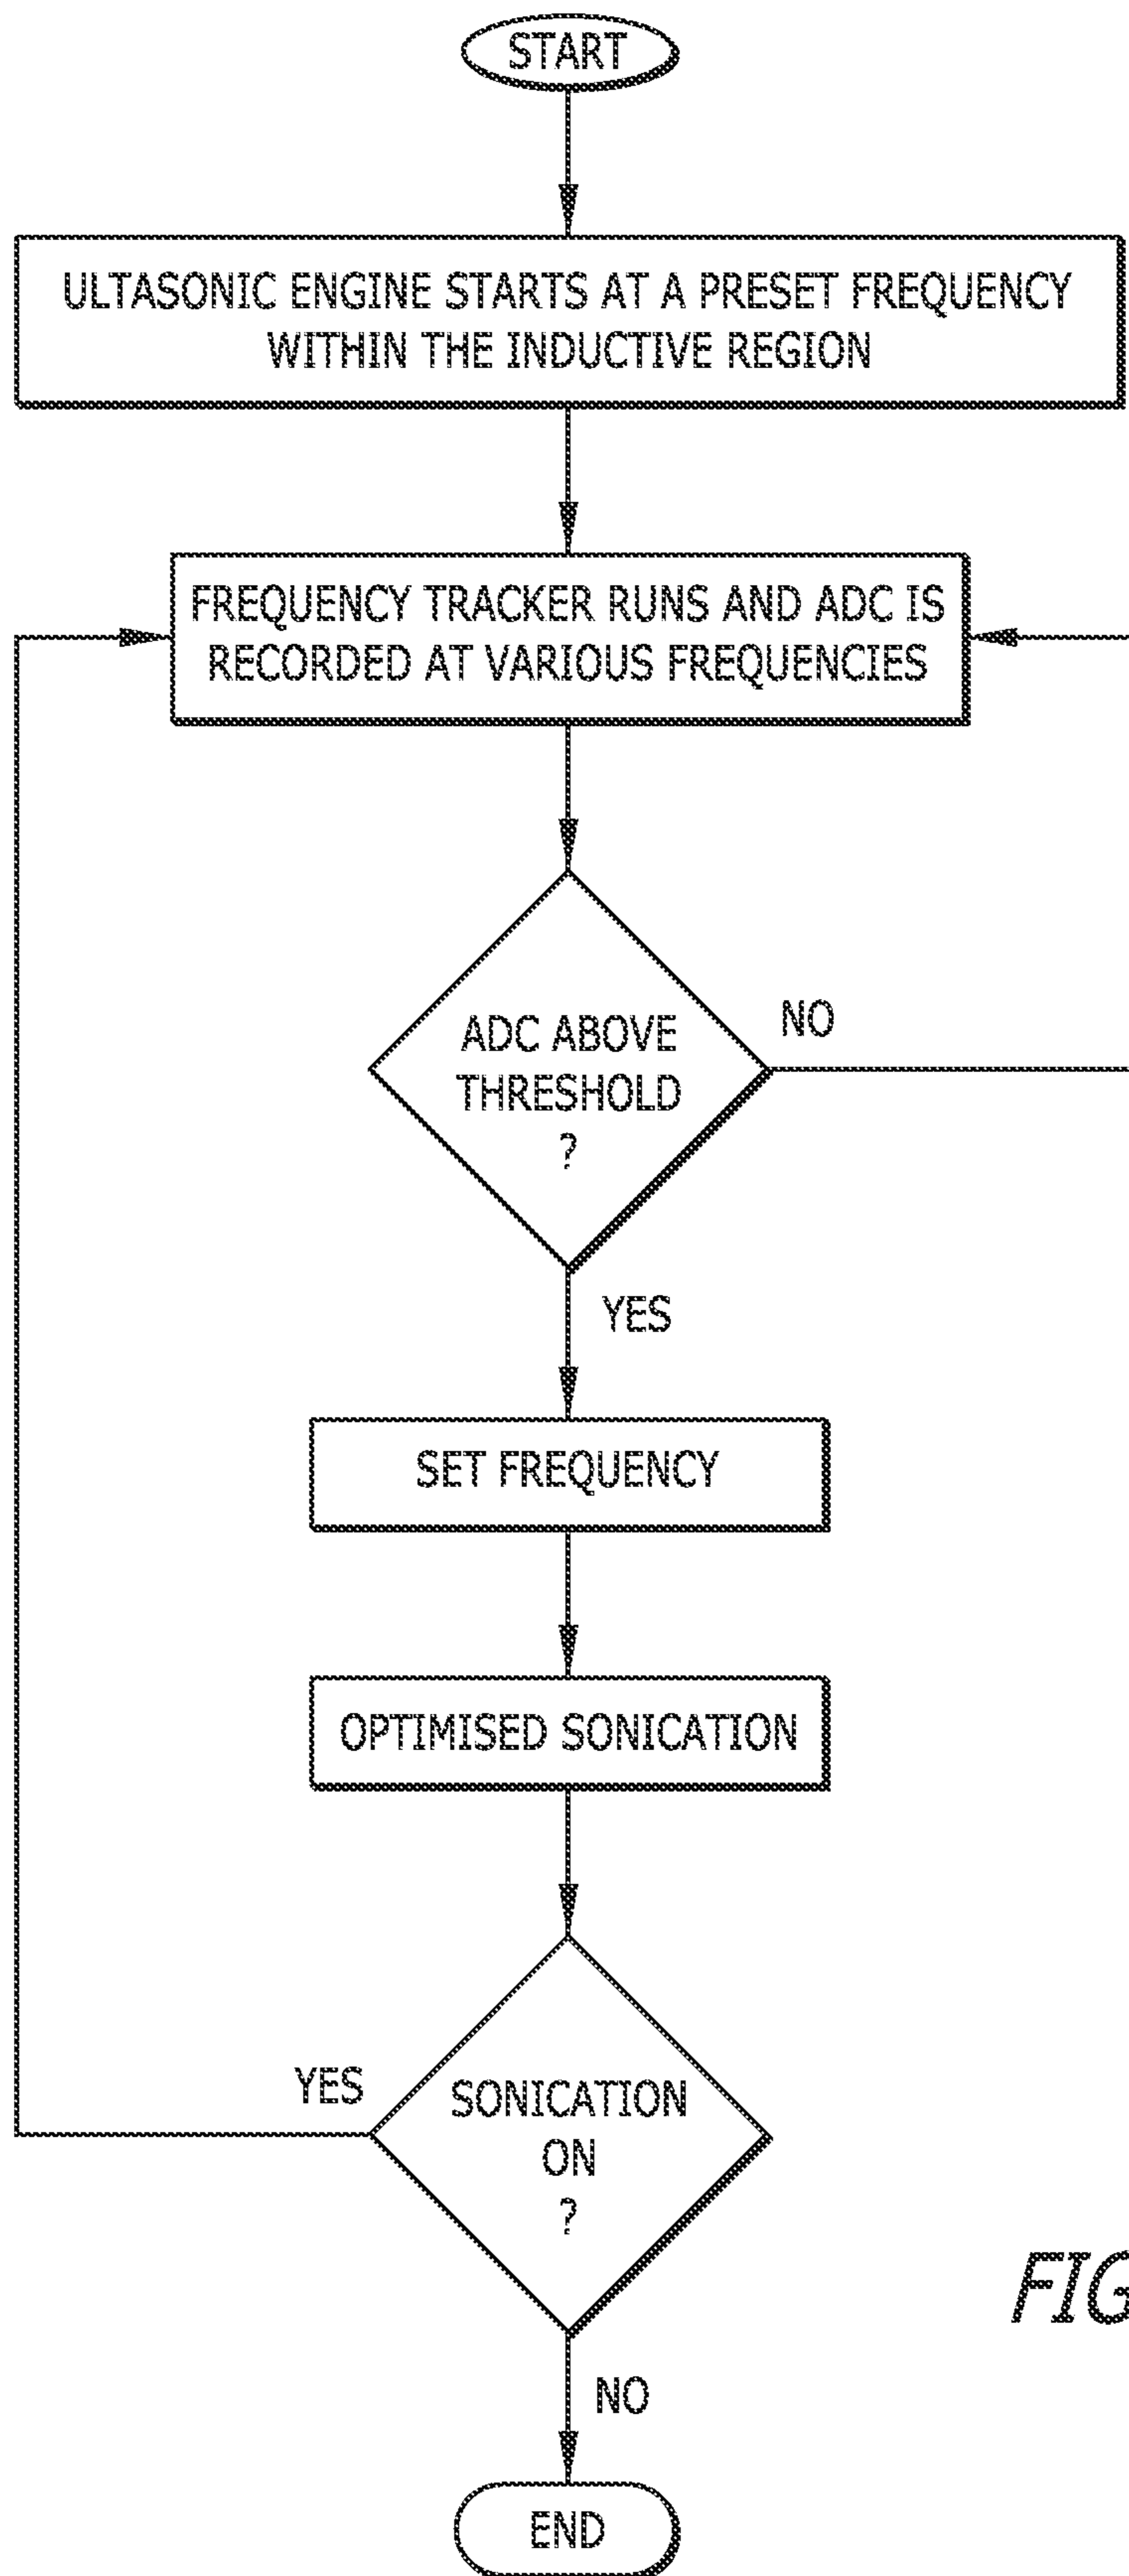 START
ULTASONIC ENGINE STARTS AT A PRESET FREQUENCY
WITHIN THE INDUCTIVE REGION
FREQUENCY TRACKER RUNS AND ADC IS
RECORDED AT VARIOUS FREQUENCIES
ADC ABOVE
THRESHOLD
?
NO
YES
SET FREQUENCY
OPTIMISED SONICATION
YES
SONICATION
ON
?
FIG
NO
END